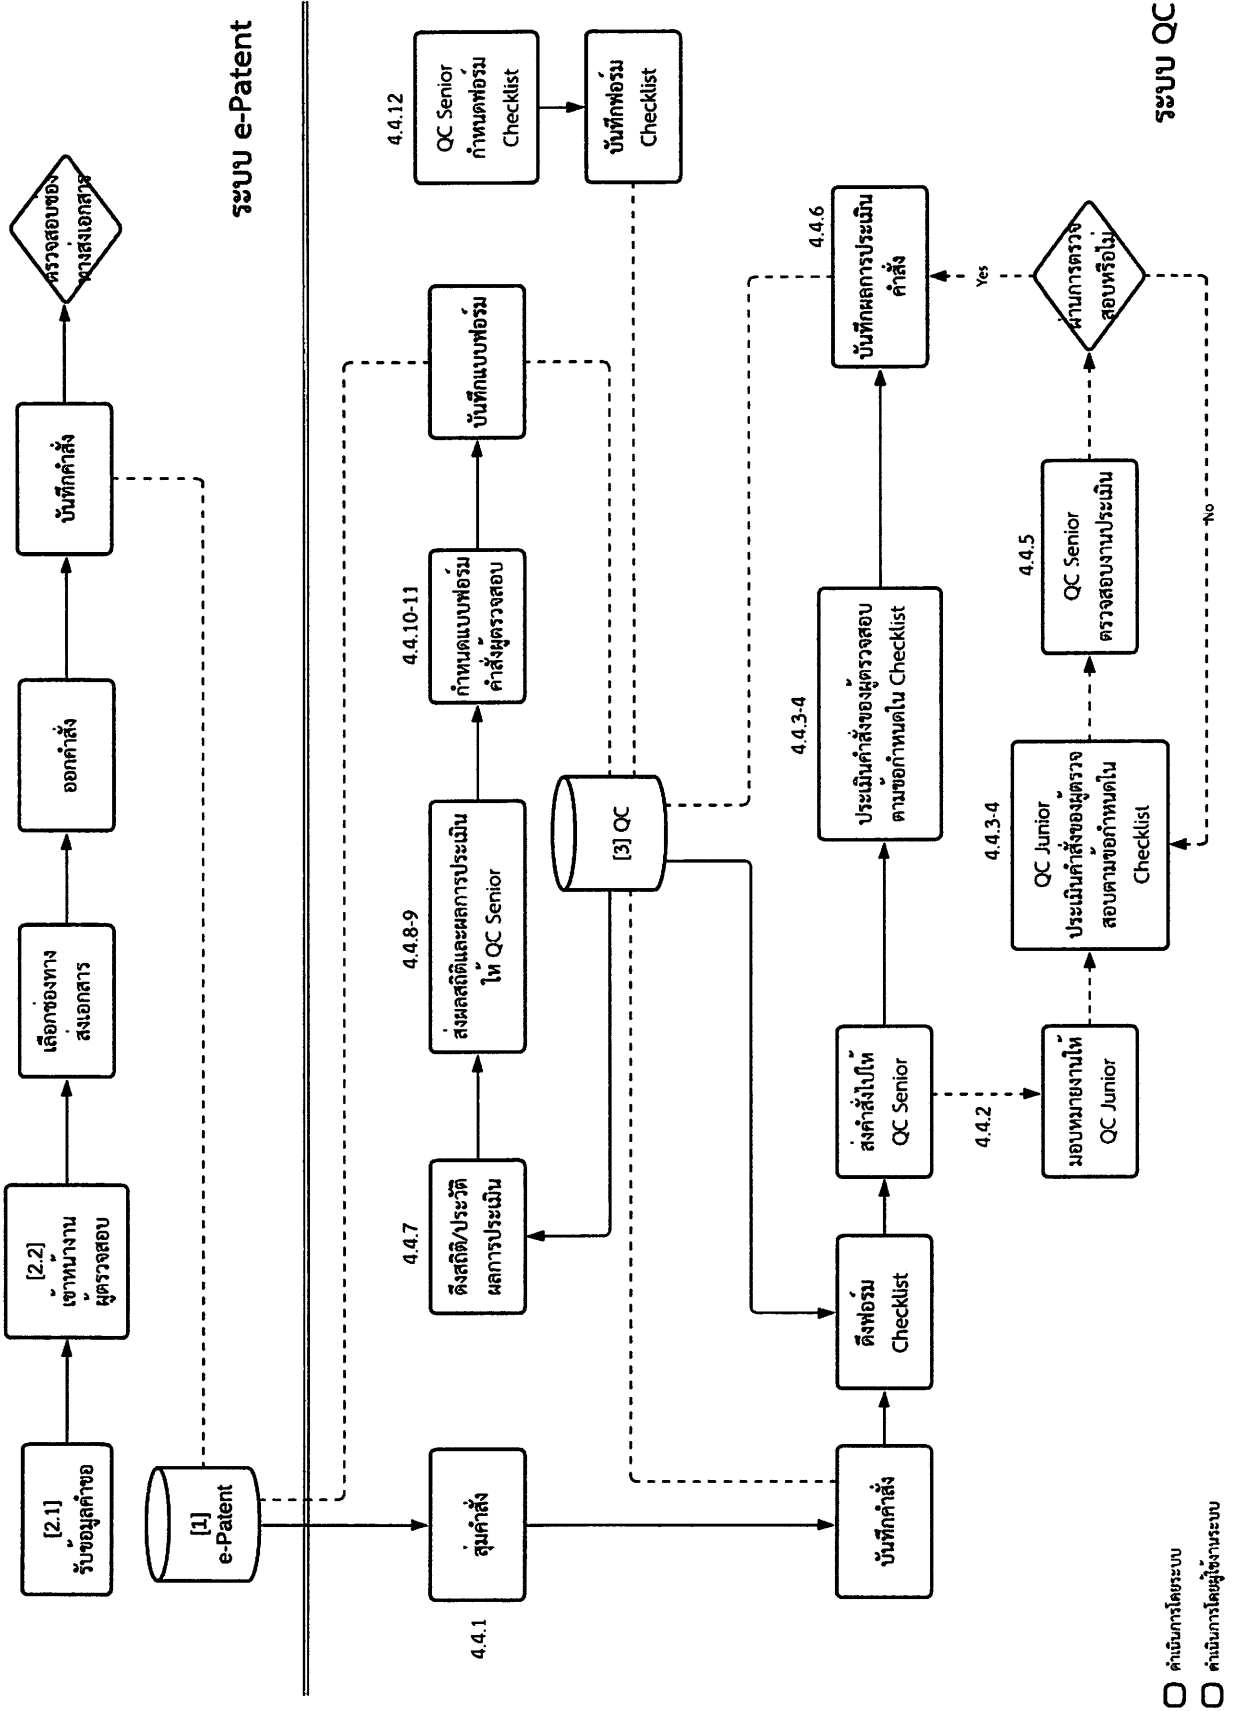 ระบบ e-Patent
[2.1]
รับข้อมูลคำขอ
[2.2]
เข้าหน้างาน
ผู้ตรวจสอบ
เลือกช่องทาง
ส่งเอกสาร
ออกคำสั่ง
บันทึกคำสั่ง
ตรวจสอบช่อง
ทางส่งเอกสาร
[1]
e-Patent
4.4.1
สุ่มคำสั่ง
4.4.7
ดึงสถิติ/ประวัติ
ผลการประเมิน
4.4.8-9
ส่งผลสถิติและผลการประเมิน
ให้ QC Senior
4.4.10-11
กำหนดแบบฟอร์ม
คำสั่งผู้ตรวจสอบ
บันทึกแบบฟอร์ม
4.4.12
QC Senior
กำหนดฟอร์ม
Checklist
บันทึกฟอร์ม
Checklist
[3] QC
บันทึกคำสั่ง
ดึงฟอร์ม
Checklist
ส่งคำสั่งไปให้
QC Senior
4.4.3-4
ประเมินคำสั่งของผู้ตรวจสอบ
ตามข้อกำหนดใน Checklist
4.4.6
บันทึกผลการประเมิน
คำสั่ง
4.4.2
มอบหมายงานให้
QC Junior
4.4.3-4
QC Junior
ประเมินคำสั่งของผู้ตรวจ
สอบตามข้อกำหนดใน
Checklist
4.4.5
QC Senior
ตรวจสอบงานประเมิน
ผ่านการตรวจ
สอบหรือไม่
Yes
No
ระบบ QC
ดำเนินการโดยระบบ
ดำเนินการโดยผู้ใช้งานระบบ